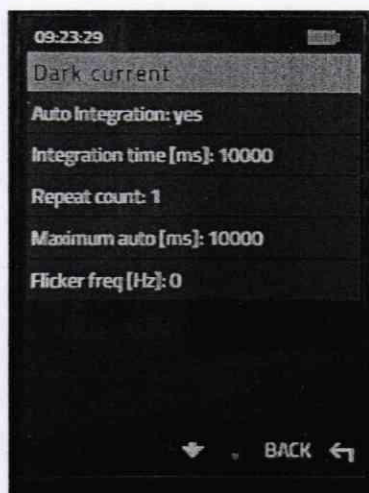 09:23:29
Dark current
Auto Integration: yes
Integration time [ms]: 10000
Repeat count: 1
Maximum auto [ms]: 10000
Flicker freq [Hz]: 0
BACK